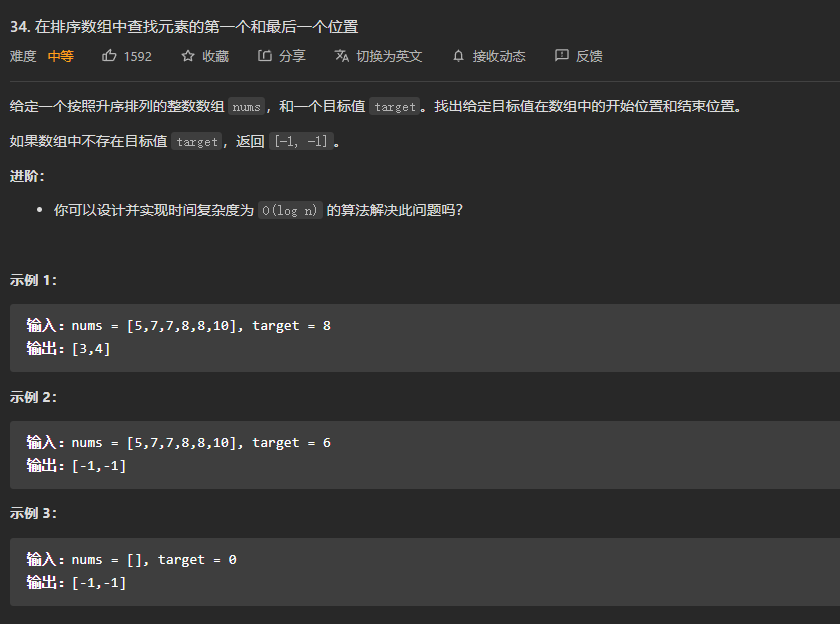 34. 在排序数组中查找元素的第一个和最后一个位置
难度 中等 1592 收藏 分享 切换为英文 接收动态 反馈
给定一个按照升序排列的整数数组 nums，和一个目标值 target。找出给定目标值在数组中的开始位置和结束位置。
如果数组中不存在目标值 target，返回 [-1, -1]。
进阶：
• 你可以设计并实现时间复杂度为 O(log n) 的算法解决此问题吗？
示例 1：
输入：nums = [5,7,7,8,8,10], target = 8
输出：[3,4]
示例 2：
输入：nums = [5,7,7,8,8,10], target = 6
输出：[-1,-1]
示例 3：
输入：nums = [], target = 0
输出：[-1,-1]